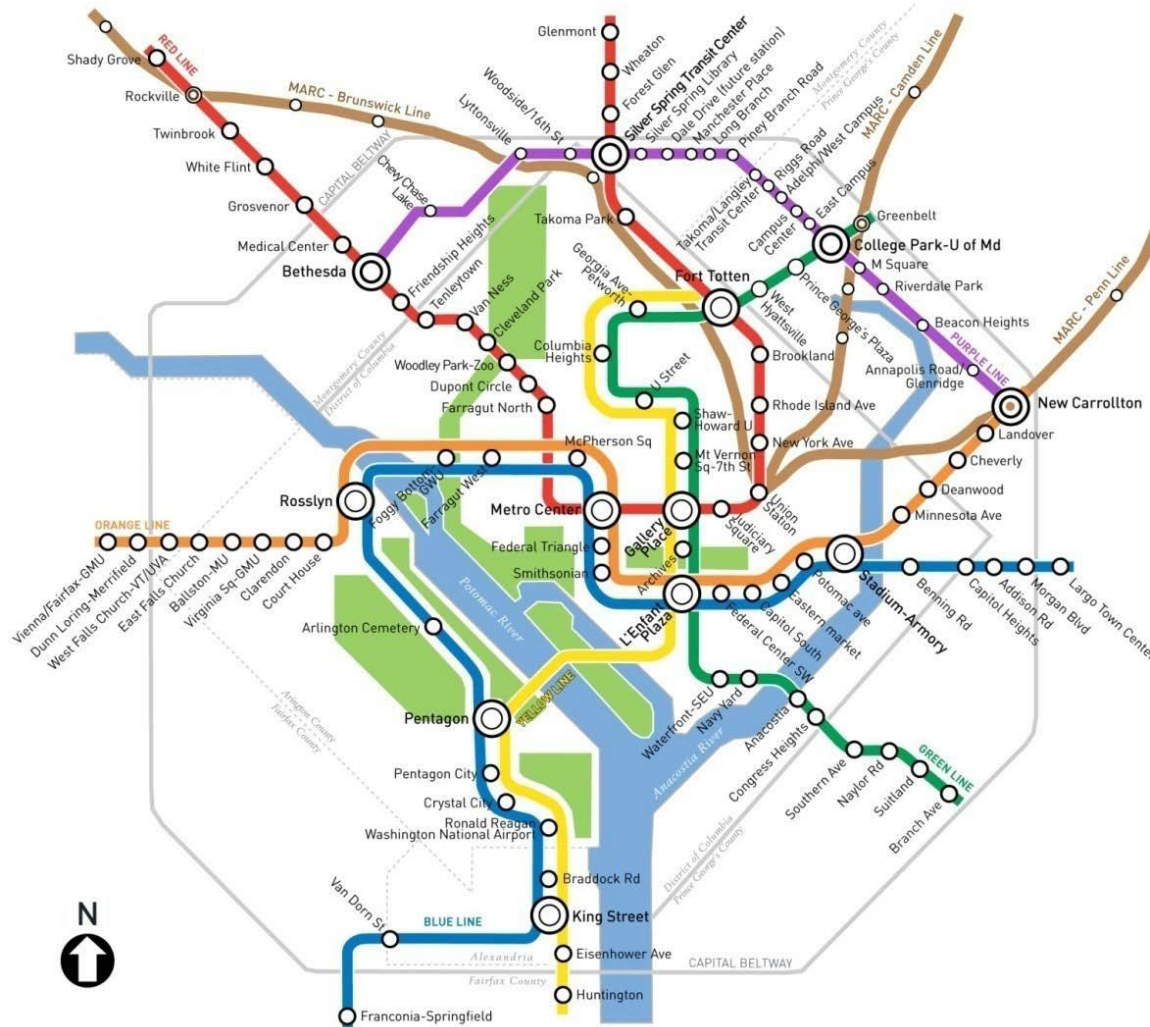 Glenmont
Wheaton
Forest Glen
Silver Spring Transit Center
Silver Spring Library
Dale Drive (future station)
Manchester Place
Long Branch
Piney Branch Road
Montgomery County
Prince George's County
MARC - Camden Line
Shady Grove
RED LINE
Rockville
MARC - Brunswick Line
Woodside/16th St
Lyttonsville
Twinbrook
White Flint
CAPITAL BELTWAY
Chevy Chase
Lake
Grosvenor
Medical Center
Bethesda
Takoma Park
Takoma/Langley
Transit Center
Riggs Road
Adelphi/West Campus
Campus
Center
East Campus
Greenbelt
College Park-U of Md
M Square
Riverdale Park
Beacon Heights
PURPLE LINE
Annapolis Road/
Glenridge
MARC - Penn Line
New Carrollton
Friendship Heights
Tenleytown
Van Ness
Cleveland Park
Woodley Park-Zoo
Dupont Circle
Farragut North
Montgomery County
District of Columbia
Georgia Ave-
Petworth
Fort Totten
West
Hyattsville
Prince George's Plaza
Columbia
Heights
U Street
Brookland
Rhode Island Ave
New York Ave
Shaw-
Howard U
Mt Vernon
Sq-7th St
Landover
Cheverly
Deanwood
Minnesota Ave
McPherson Sq
Foggy Bottom-
GWU
Farragut West
Rosslyn
Metro Center
Gallery
Place
Judiciary
Square
Union
Station
ORANGE LINE
Vienna/Fairfax-GMU
Dunn Loring-Merrifield
West Falls Church-VT/UVA
East Falls Church
Ballston-MU
Virginia Sq-GMU
Clarendon
Court House
Federal Triangle
Smithsonian
Archives
L'Enfant
Plaza
Federal Center SW
Capitol South
Eastern market
Potomac ave
Stadium-Armory
Benning Rd
Capitol Heights
Addison Rd
Morgan Blvd
Largo Town Center
Potomac River
Arlington Cemetery
Arlington County
Fairfax County
Pentagon
YELLOW LINE
Waterfront-SEU
Navy Yard
Anacostia
Congress Heights
Southern Ave
Naylor Rd
Suitland
Branch Ave
GREEN LINE
Anacostia River
Pentagon City
Crystal City
Ronald Reagan
Washington National Airport
Braddock Rd
District of Columbia
Prince George's County
N
Van Dorn St
BLUE LINE
King Street
Alexandria
Fairfax County
Eisenhower Ave
CAPITAL BELTWAY
Huntington
Franconia-Springfield